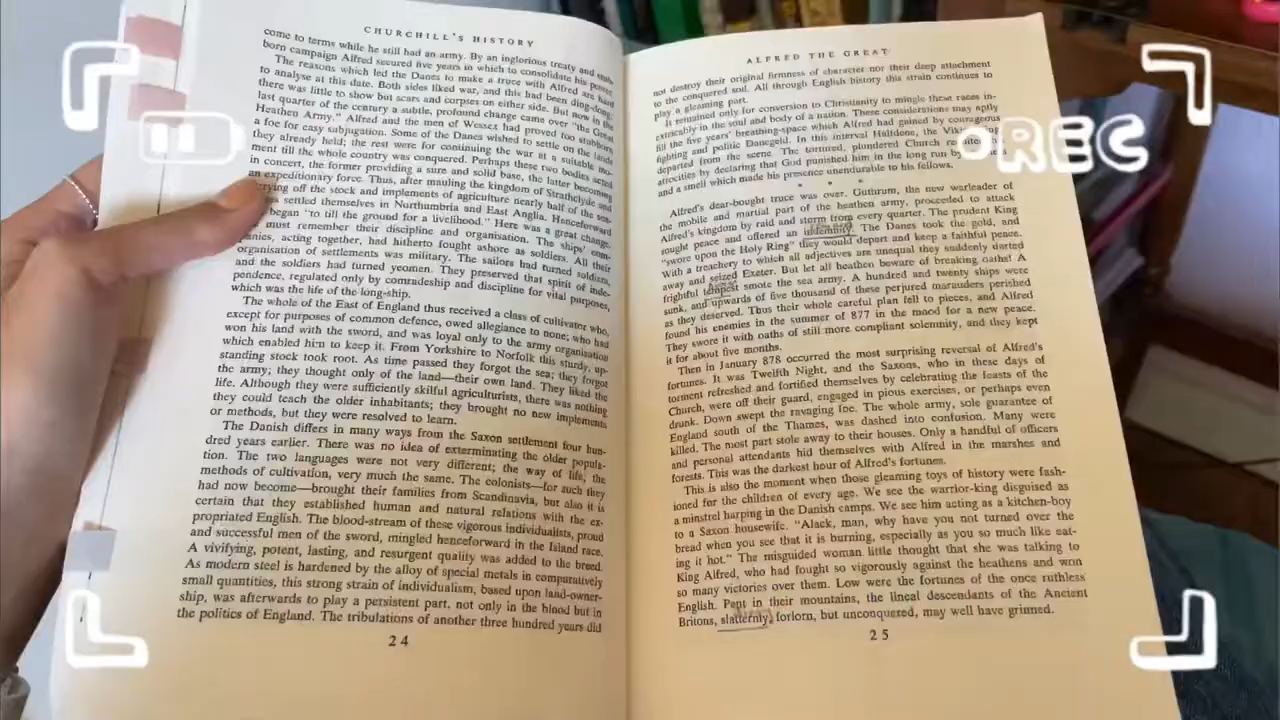 CHURCHILL'S HISTORY
come to terms while he still had an army. By an inglorious treaty and
born campaign Alfred secured five years in which to consolidate his power.
The reasons which led the Danes to make a truce with Alfred are hard
to analyse at this date. Both sides liked war, and this had been ding-dong:
there was little to show but scars and corpses on either side. But now in the
last quarter of the century a subtle, profound change came over "the Great
Heathen Army." Alfred and the men of Wessex had proved too stubborn
a foe for easy subjugation. Some of the Danes wished to settle on the lands
they already held; the rest were for continuing the war at a suitable mo-
ment till the whole country was conquered. Perhaps these two bodies acted
in concert, the former providing a sure and solid base, the latter becoming
an expeditionary force. Thus, after mauling the kingdom of Strathclyde and
rying off the stock and implements of agriculture nearly half of the
settled themselves in Northumbria and East Anglia. Henceforward
began "to till the ground for a livelihood." Here was a great change.
must remember their discipline and organisation. The ships' com-
panies, acting together, had hitherto fought ashore as soldiers. All their
organisation of settlements was military. The sailors had turned soldiers,
and the soldiers had turned yeomen. They preserved that spirit of inde-
pendence, regulated only by comradeship and discipline for vital purposes,
which was the life of the long-ship.
The whole of the East of England thus received a class of cultivator who,
except for purposes of common defence, owed allegiance to none; who had
won his land with the sword, and was loyal only to the army organisation
which enabled him to keep it. From Yorkshire to Norfolk this sturdy, up-
standing stock took root. As time passed they forgot the sea; they forgot
the army; they thought only of the land—their own land. They liked the
life. Although they were sufficiently skilful agriculturists, there was nothing
they could teach the older inhabitants; they brought no new implements
or methods, but they were resolved to learn.
The Danish differs in many ways from the Saxon settlement four hun-
dred years earlier. There was no idea of exterminating the older popula-
tion. The two languages were not very different; the way of life, the
methods of cultivation, very much the same. The colonists—for such they
had now become—brought their families from Scandinavia, but also it is
certain that they established human and natural relations with the ex-
propriated English. The blood-stream of these vigorous individualists, proud
and successful men of the sword, mingled henceforward in the Island race.
A vivifying, potent, lasting, and resurgent quality was added to the breed.
As modern steel is hardened by the alloy of special metals in comparatively
small quantities, this strong strain of individualism, based upon land-owner-
ship, was afterwards to play a persistent part, not only in the blood but in
the politics of England. The tribulations of another three hundred years did
24
ALFRED THE GREAT
not destroy their original firmness of character nor their deep attachment
to the conquered soil. All through English history this strain continues to
play a gleaming part.
It remained only for conversion to Christianity to mingle these races in-
extricably in the soul and body of a nation. These considerations may aptly
fill the five years' breathing-space which Alfred had gained by courageous
fighting and politic Danegeld. In this interval Halfdene, the Viking
departed from the scene. The tortured, plundered Church
atrocities by declaring that God punished him in the long run by
and a smell which made his presence unendurable to his fellows.
* * *
Alfred's dear-bought truce was over. Guthrum, the new warleader of
the mobile and martial part of the heathen army, proceeded to attack
Alfred's kingdom by raid and storm from every quarter. The prudent King
sought peace and offered an indemnity. The Danes took the gold, and
"swore upon the Holy Ring" they would depart and keep a faithful peace.
With a treachery to which all adjectives are unequal they suddenly darted
away and seized Exeter. But let all heathen beware of breaking oaths! A
frightful tempest smote the sea army. A hundred and twenty ships were
sunk, and upwards of five thousand of these perjured marauders perished
as they deserved. Thus their whole careful plan fell to pieces, and Alfred
found his enemies in the summer of 877 in the mood for a new peace.
They swore it with oaths of still more compliant solemnity, and they kept
it for about five months.
Then in January 878 occurred the most surprising reversal of Alfred's
fortunes. It was Twelfth Night, and the Saxons, who in these days of
torment refreshed and fortified themselves by celebrating the feasts of the
Church, were off their guard, engaged in pious exercises, or perhaps even
drunk. Down swept the ravaging foe. The whole army, sole guarantee of
England south of the Thames, was dashed into confusion. Many were
killed. The most part stole away to their houses. Only a handful of officers
and personal attendants hid themselves with Alfred in the marshes and
forests. This was the darkest hour of Alfred's fortunes.
This is also the moment when those gleaming toys of history were fash-
ioned for the children of every age. We see the warrior-king disguised as
a minstrel harping in the Danish camps. We see him acting as a kitchen-boy
to a Saxon housewife. "Alack, man, why have you not turned over the
bread when you see that it is burning, especially as you so much like eat-
ing it hot." The misguided woman little thought that she was talking to
King Alfred, who had fought so vigorously against the heathens and won
so many victories over them. Low were the fortunes of the once ruthless
English. Pent in their mountains, the lineal descendants of the Ancient
Britons, slatternly, forlorn, but unconquered, may well have grinned.
25
REC